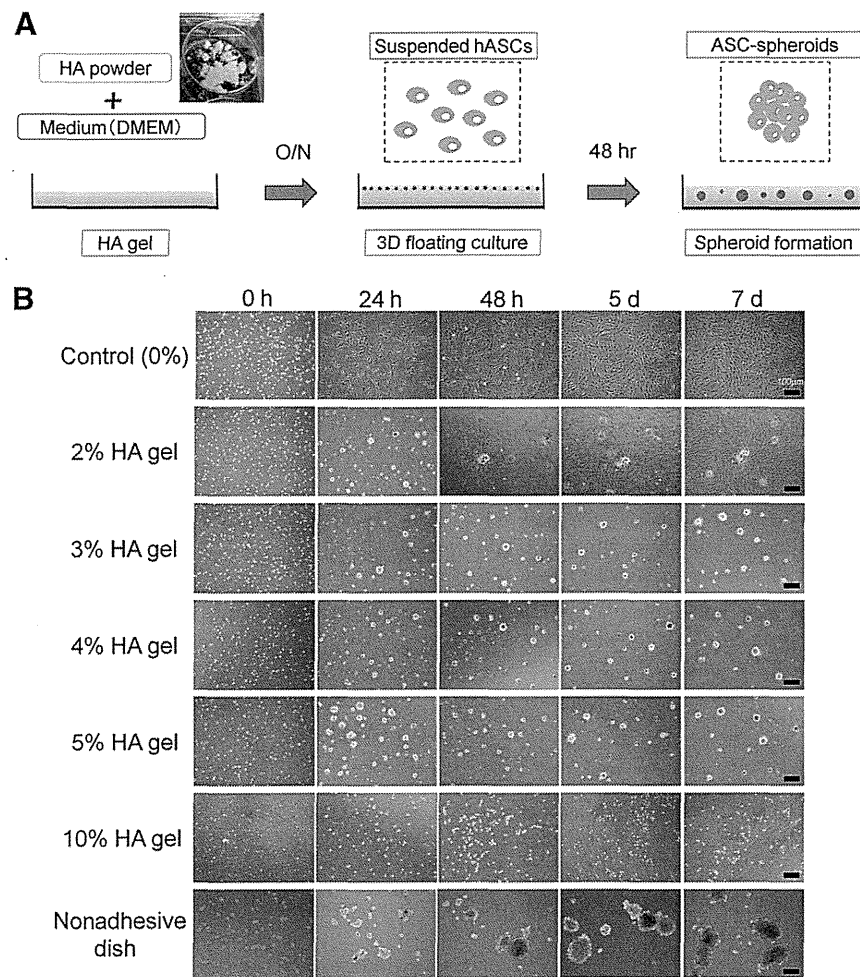 A
HA powder
+
Medium (DMEM)
HA gel
O/N
Suspended hASCs
3D floating culture
48 hr
ASC-spheroids
Spheroid formation
B
0 h 24 h 48 h 5 d 7 d
Control (0%)
100μm
2% HA gel
3% HA gel
4% HA gel
5% HA gel
10% HA gel
Nonadhesive
dish